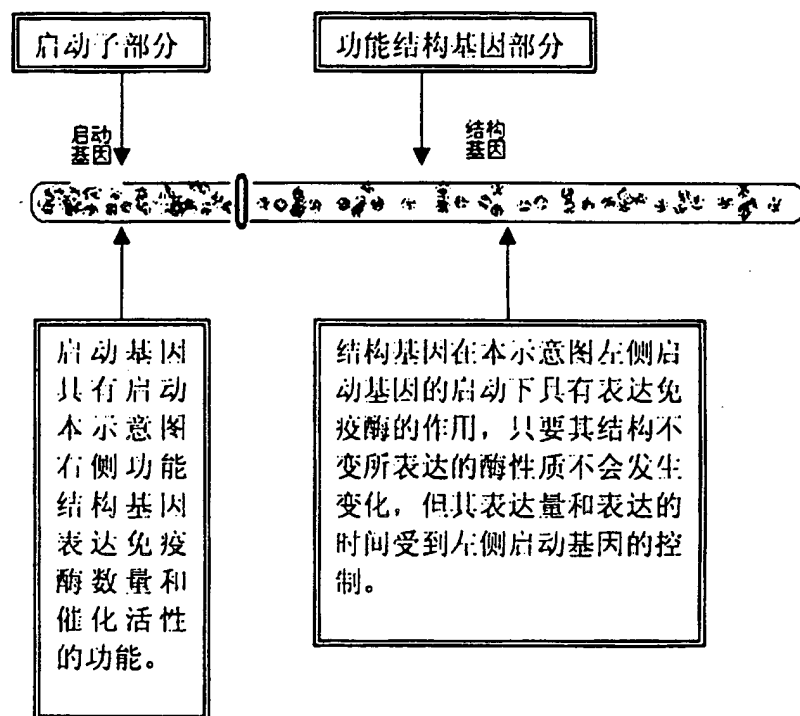 启动子部分
功能结构基因部分
启动
基因
结构
基因
启动基因
具有启动
本示意图
右侧功能
结构基因
表达免疫
酶数量和
催化活性
的功能。
结构基因在本示意图左侧启
动基因的启动下具有表达免
疫酶的作用，只要其结构不
变所表达的酶性质不会发生
变化，但其表达量和表达的
时间受到左侧启动基因的控
制。